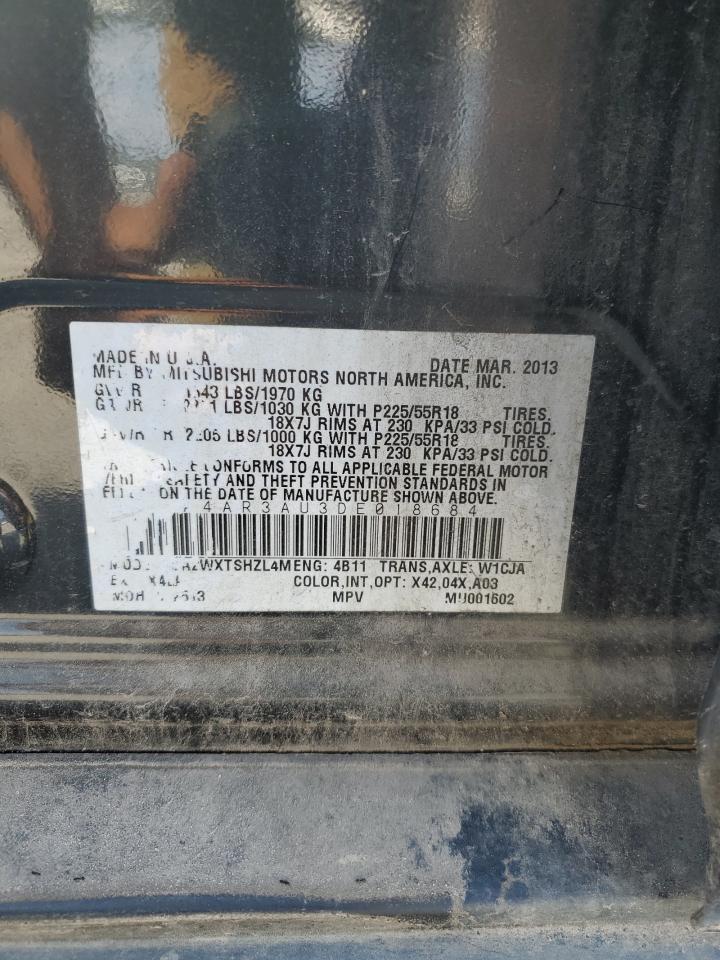 MADE IN U.S.A. DATE MAR. 2013
MFD BY MITSUBISHI MOTORS NORTH AMERICA, INC.
LBS/1970 KG
LBS/1030 KG WITH P225/55R18 TIRES.
18X7J RIMS AT 230 KPA/33 PSI COLD.
LBS/1000 KG WITH P225/55R18 TIRES.
18X7J RIMS AT 230 KPA/33 PSI COLD.
CONFORMS TO ALL APPLICABLE FEDERAL MOTOR
SAFETY AND THEFT PREVENTION STANDARDS IN
ON THE DATE OF MANUFACTURE SHOWN ABOVE.
4AR3AU3DE018684
ENG: 4B11 TRANS,AXLE: W1CJA
COLOR,INT,OPT: X42,04X,A03
MPV MU001602